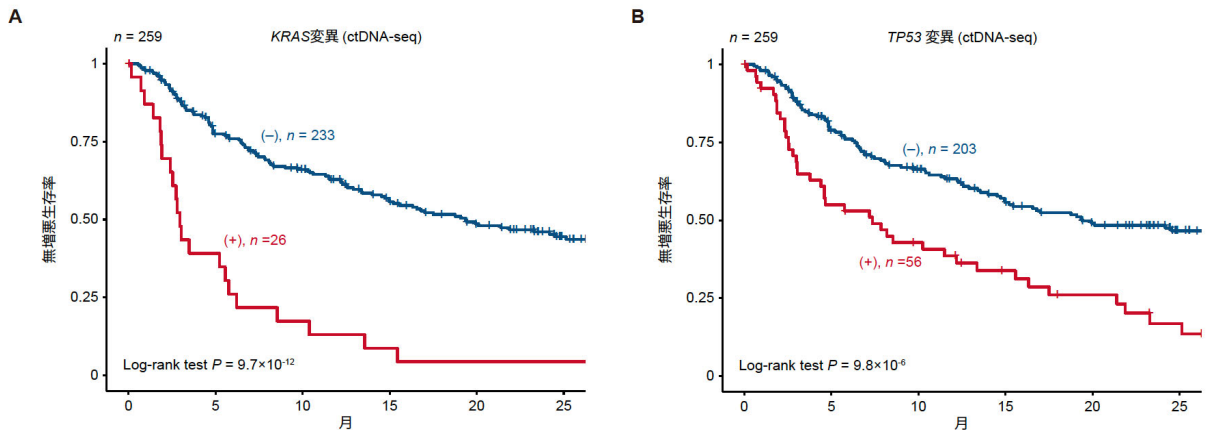 A
n = 259
KRAS変異 (ctDNA-seq)
1
0.75
0.50
0.25
0
無増悪生存率
(–), n = 233
(+), n =26
Log-rank test P = 9.7×10-12
0 5 10 15 20 25
月
B
n = 259
TP53 変異 (ctDNA-seq)
1
0.75
0.50
0.25
0
無増悪生存率
(–), n = 203
(+), n =56
Log-rank test P = 9.8×10-6
0 5 10 15 20 25
月